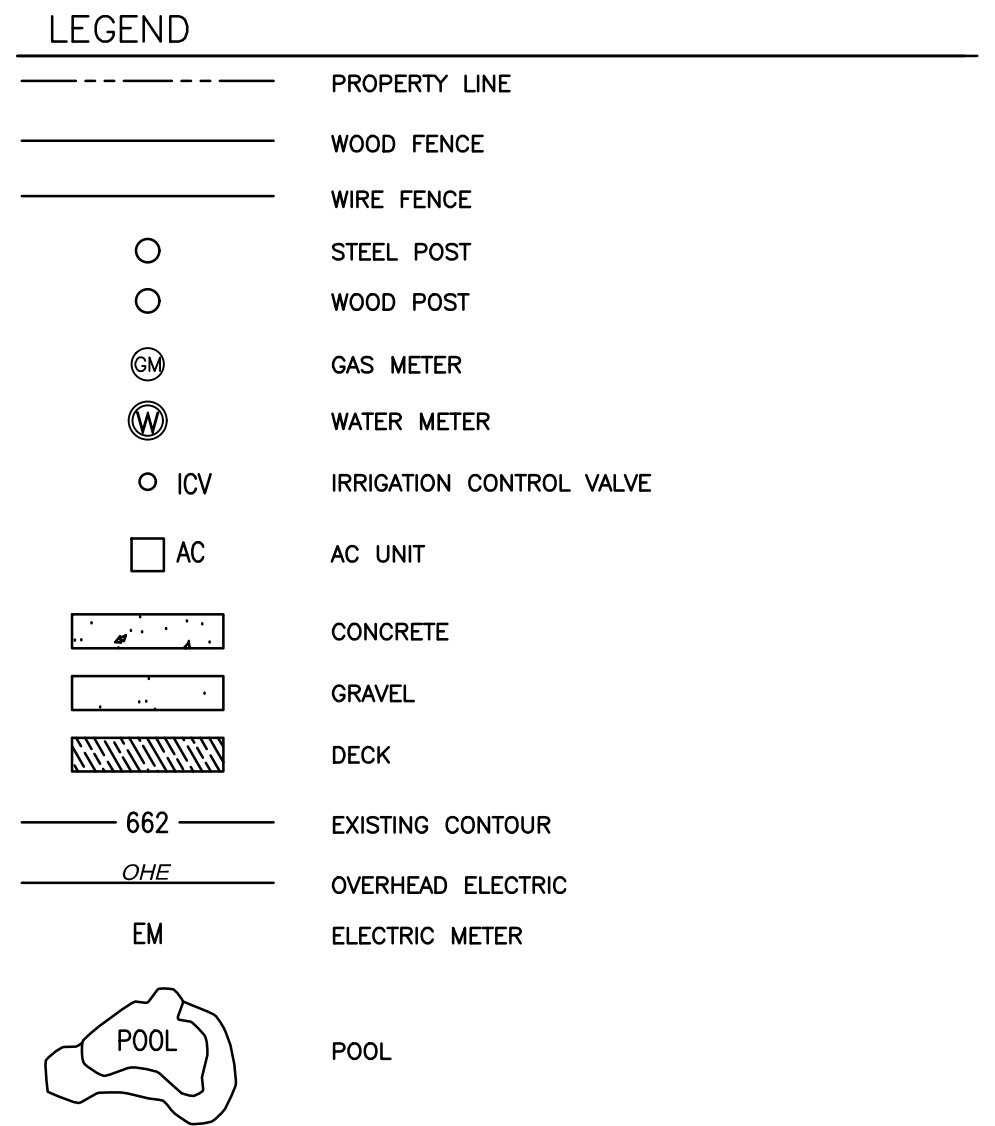 LEGEND
PROPERTY LINE
WOOD FENCE
WIRE FENCE
STEEL POST
WOOD POST
GM GAS METER
W WATER METER
ICV IRRIGATION CONTROL VALVE
AC AC UNIT
CONCRETE
GRAVEL
DECK
662 EXISTING CONTOUR
OHE OVERHEAD ELECTRIC
EM ELECTRIC METER
POOL POOL